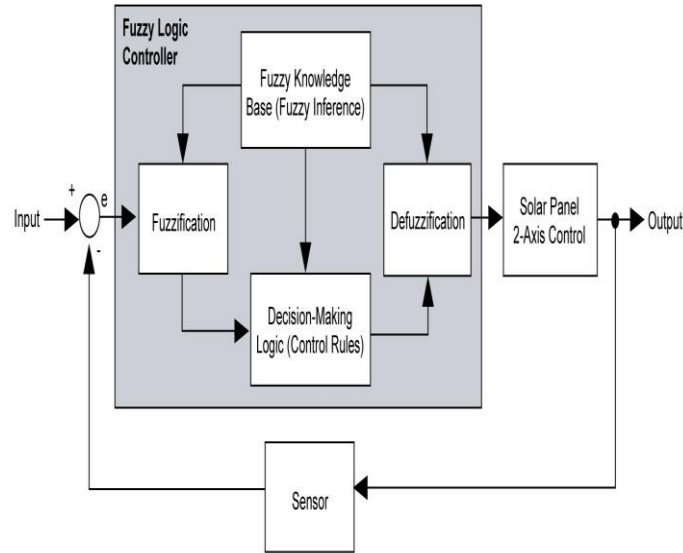 Fuzzy Logic
Controller
Fuzzy Knowledge
Base (Fuzzy Inference)
+
e
Input
-
Fuzzification
Defuzzification
Solar Panel
2-Axis Control
Output
Decision-Making
Logic (Control Rules)
Sensor